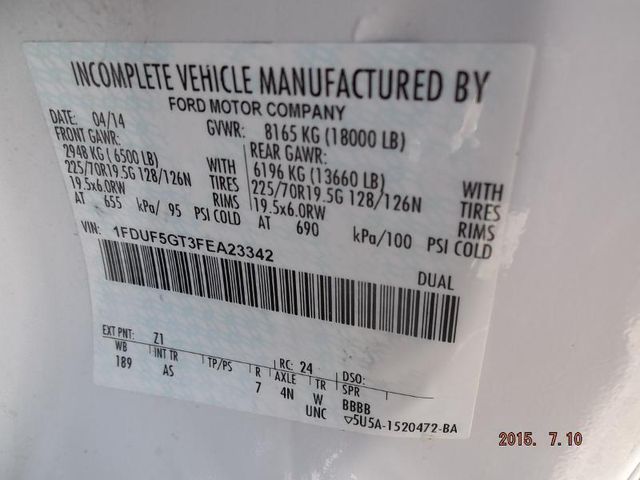 INCOMPLETE VEHICLE MANUFACTURED BY
FORD MOTOR COMPANY
DATE: 04/14 GVWR: 8165 KG (18000 LB)
FRONT GAWR: REAR GAWR:
2948 KG (6500 LB) 6196 KG (13660 LB) WITH
225/70R19.5G 128/126N TIRES 225/70R19.5G 128/126N TIRES
19.5x6.0RW RIMS 19.5x6.0RW RIMS
AT 655 kPa/ 95 PSI COLD AT 690 kPa/100 PSI COLD
VIN: 1FDUF5GT3FEA23342
DUAL
EXT PNT: Z1 RC: 24 DSO:
WB INT TR TP/PS R AXLE TR SPR
189 AS 7 4N W BBBB
UNC ▽5U5A-1520472-BA
2015. 7.10